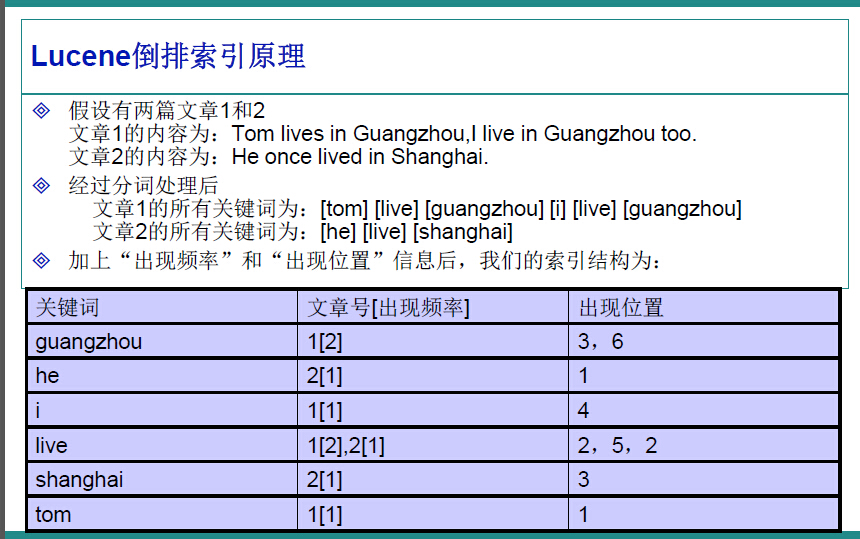 Lucene倒排索引原理
假设有两篇文章1和2
文章1的内容为：Tom lives in Guangzhou,I live in Guangzhou too.
文章2的内容为：He once lived in Shanghai.
经过分词处理后
文章1的所有关键词为：[tom] [live] [guangzhou] [i] [live] [guangzhou]
文章2的所有关键词为：[he] [live] [shanghai]
加上“出现频率”和“出现位置”信息后，我们的索引结构为：
关键词 文章号[出现频率] 出现位置
guangzhou 1[2] 3，6
he 2[1] 1
i 1[1] 4
live 1[2],2[1] 2，5，2
shanghai 2[1] 3
tom 1[1] 1